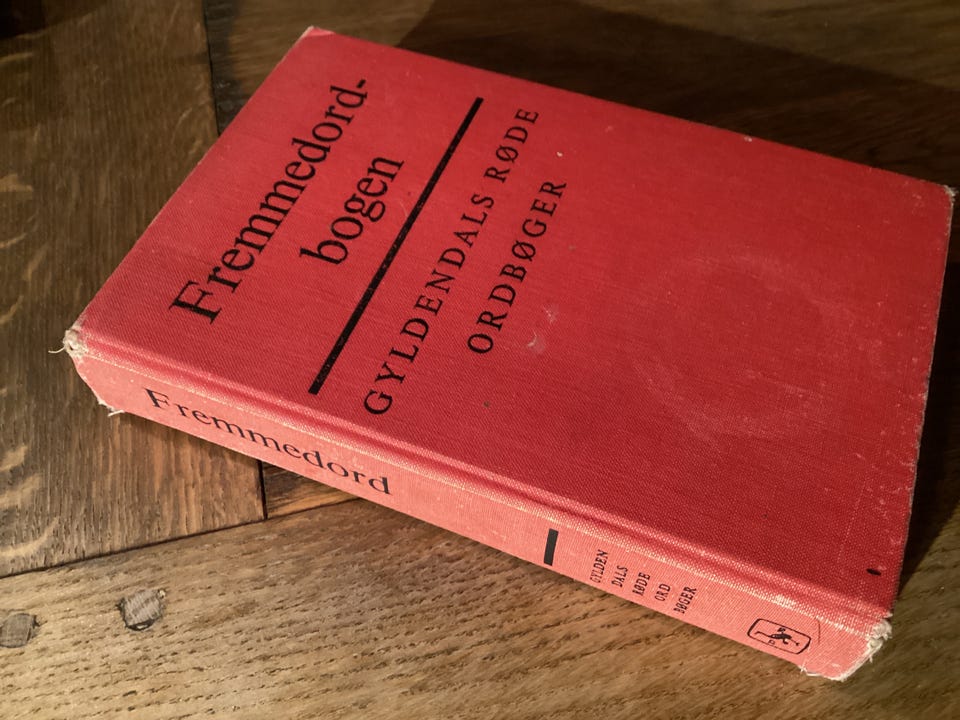 Fremmedord-
bogen
GYLDENDALS RØDE
ORDBØGER
Fremmedord
GYLDEN
DALS
RØDE
ORD
BØGER